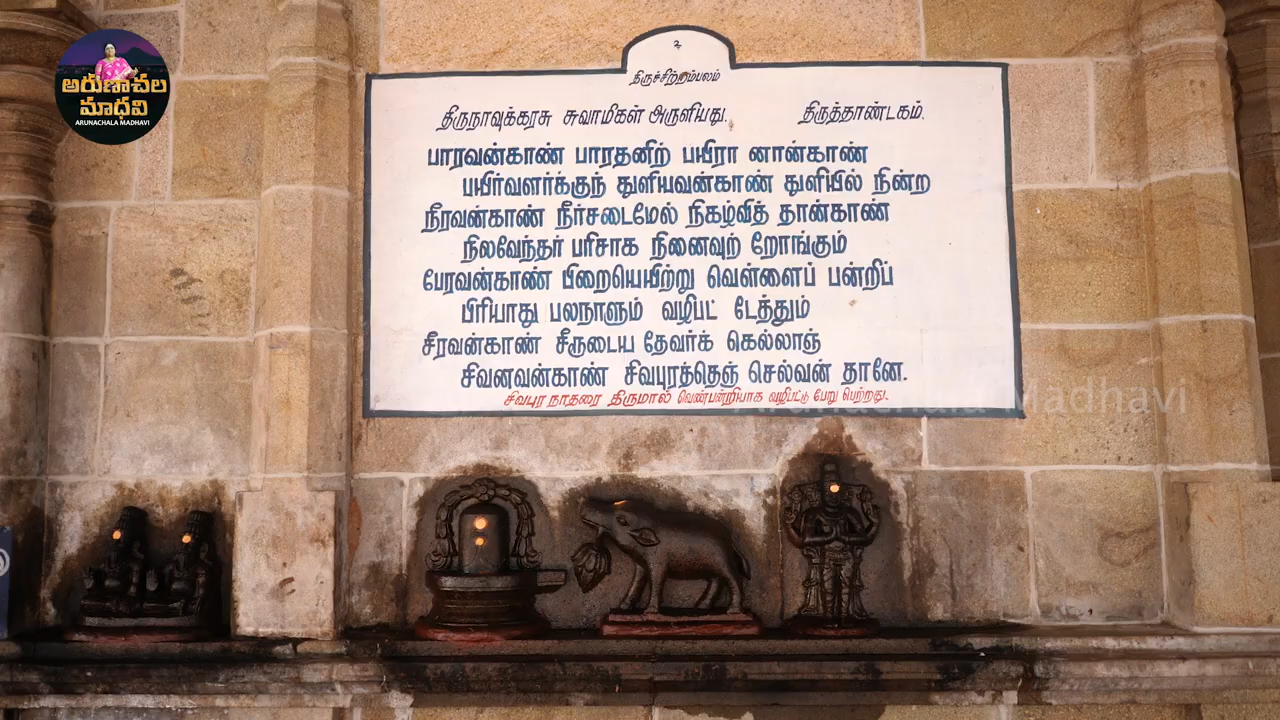 அருணாசல
மாதவி
ARUNACHALA MADHAVI
உ
திருச்சிற்றம்பலம்
திருநாவுக்கரசு சுவாமிகள் அருளியது. திருத்தாண்டகம்.
பாரவன்காண் பாரதனிற் பயிரா னான்காண்
பயிர்வளர்க்குந் துளியவன்காண் துளியில் நின்ற
நீரவன்காண் நீர்சடைமேல் நிகழ்வித் தான்காண்
நிலவேந்தர் பரிசாக நினைவுற் றோங்கும்
பேரவன்காண் பிறையெயிற்று வெள்ளைப் பன்றிப்
பிரியாது பலநாளும் வழிபட் டேத்தும்
சீரவன்காண் சீருடைய தேவர்க் கெல்லாஞ்
சிவனவன்காண் சிவபுரத்தெஞ் செல்வன் தானே.
சிவபுர நாதரை திருமால் வெண்பன்றியாக வழிபட்டு பேறு பெற்றது.
Arunachala Madhavi